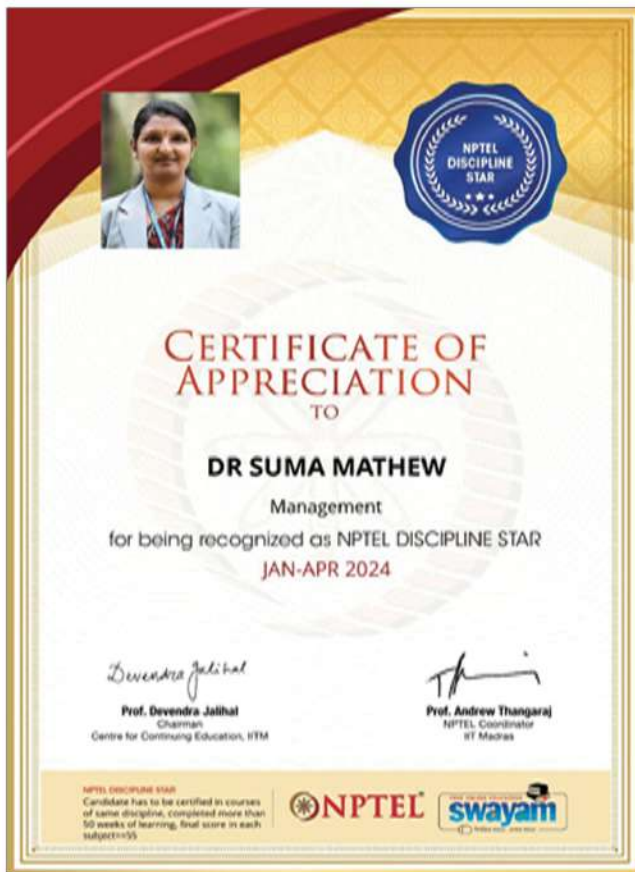 NPTEL
DISCIPLINE
STAR
CERTIFICATE OF
APPRECIATION
TO
DR SUMA MATHEW
Management
for being recognized as NPTEL DISCIPLINE STAR
JAN-APR 2024
Devendra Jalihal
Prof. Devendra Jalihal
Chairman
Centre for Continuing Education, IITM
Prof. Andrew Thangaraj
NPTEL Coordinator
IIT Madras
NPTEL DISCIPLINE STAR
Candidate has to be certified in courses
of same discipline, completed more than
50 weeks of learning, final score in each
subject>=55
NPTEL
swayam